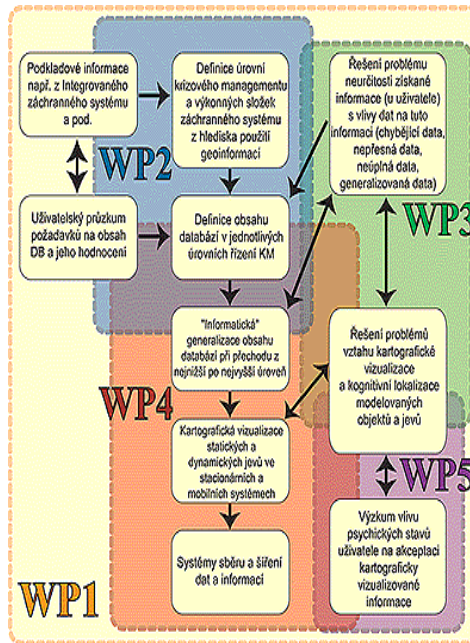 Podkladové informace
např. z Integrovaného
záchranného systému
a pod.
Definice úrovní
krizového managementu
a výkonných složek
záchranného systému
z hlediska použití
geoinformací
Řešení problému
neurčitosti získané
informace (u uživatele)
s vlivy dat na tuto
informaci (chybějící data,
nepřesná data,
neúplná data,
generalizovaná data)
WP2
Uživatelský průzkum
požadavků na obsah
DB a jeho hodnocení
Definice obsahu
databází v jednotlivých
úrovních řízení KM
WP3
"Informatická"
generalizace obsahu
databází při přechodu z
nejnižší po nejvyšší úroveň
Řešení problémů
vztahu kartografické
vizualizace
a kognitivní lokalizace
modelovaných
objektů a jevů
WP4
Kartografická vizualizace
statických a
dynamických jevů ve
stacionárních a
mobilních systémech
WP5
Systémy sběru a šíření
dat a informací
Výzkum vlivu
psychických stavů
uživatele na akceptaci
kartograficky
vizualizované
informace
WP1